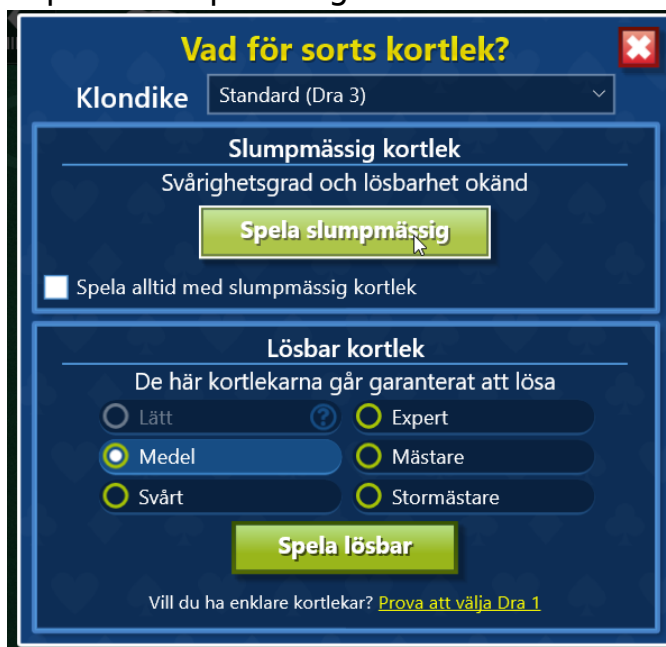 Vad för sorts kortlek?
Klondike Standard (Dra 3)
Slumpmässig kortlek
Svårighetsgrad och lösbarhet okänd
Spela slumpmässig
Spela alltid med slumpmässig kortlek
Lösbar kortlek
De här kortlekarna går garanterat att lösa
Lätt ? Expert
Medel Mästare
Svårt Stormästare
Spela lösbar
Vill du ha enklare kortlekar? Prova att välja Dra 1